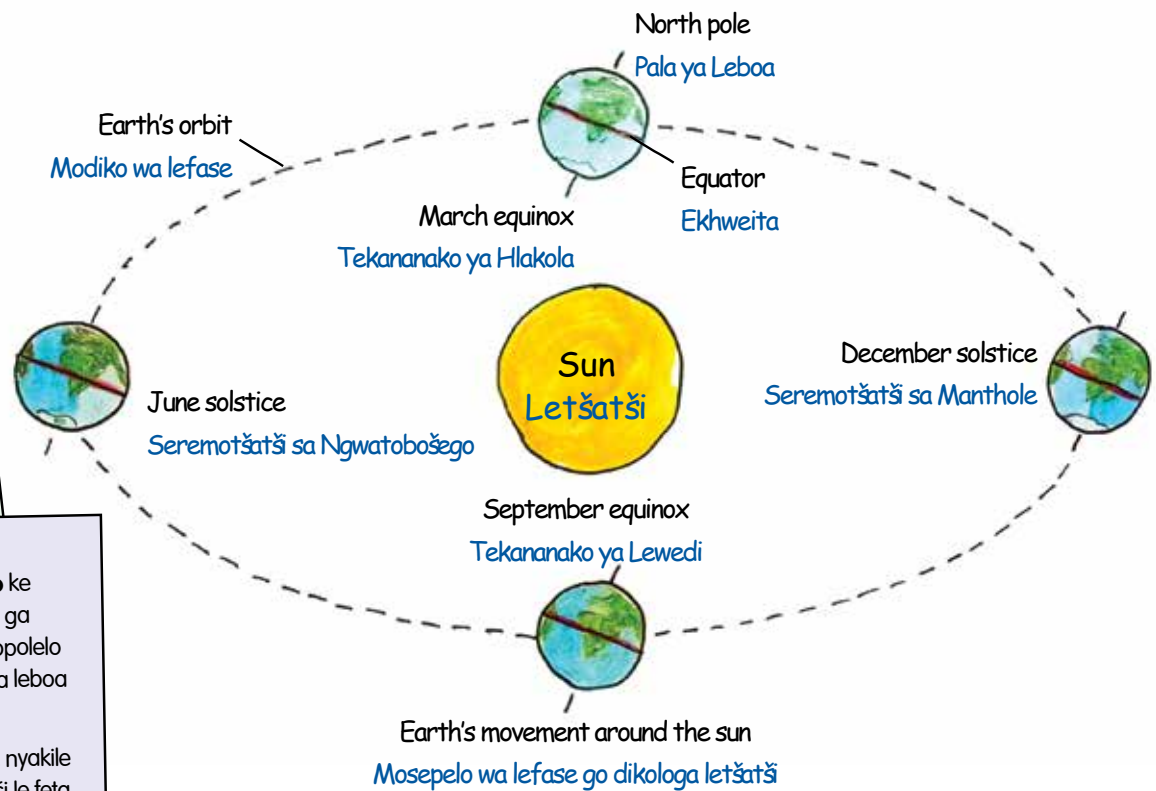 North pole
Pala ya Leboa
Earth's orbit
Modiko wa lefase
Equator
Ekhweita
March equinox
Tekananako ya Hlakola
Sun
Letšatši
December solstice
Seremotšatši sa Manthole
June solstice
Seremotšatši sa Ngwatobošego
September equinox
Tekananako ya Lewedi
Earth's movement around the sun
Mosepelo wa lefase go dikologa letšatši
ke
ga
leboa
nyakile
le feta